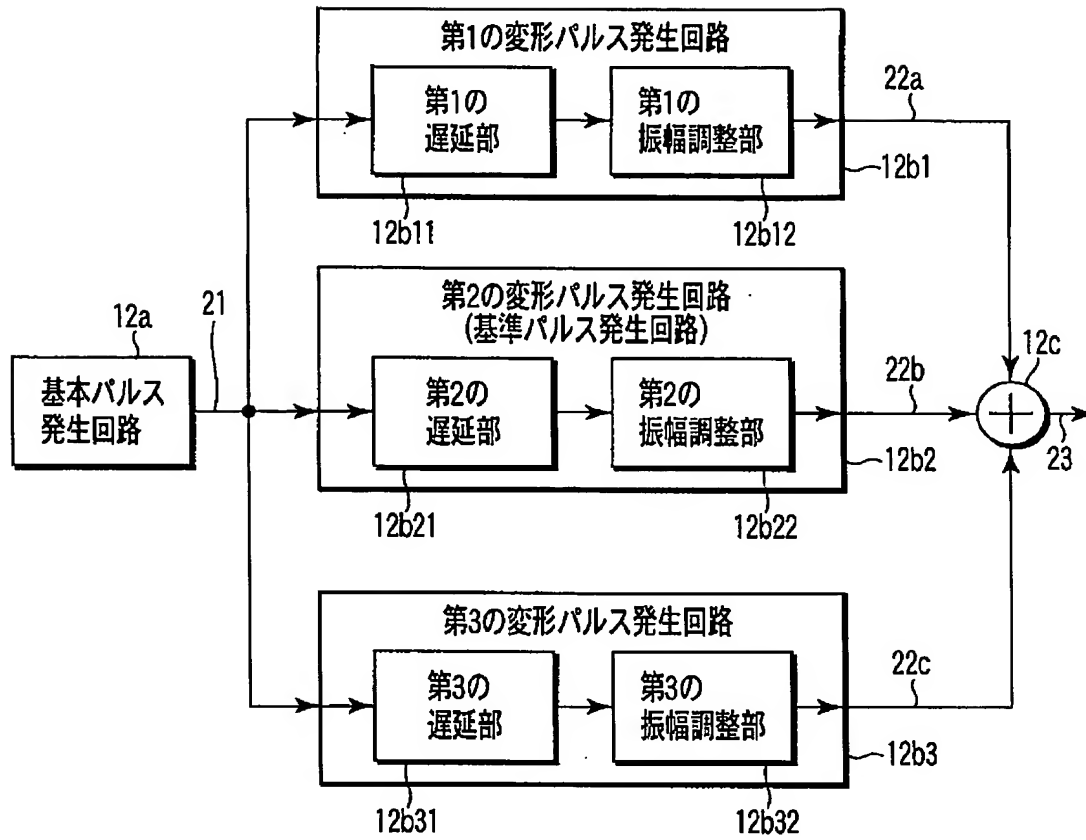 第1の変形パルス発生回路
第1の
遅延部
第1の
振幅調整部
22a
12b1
12b11
12b12
第2の変形パルス発生回路
(基準パルス発生回路)
12a
21
基本パルス
発生回路
第2の
遅延部
第2の
振幅調整部
22b
12c
23
12b2
12b21
12b22
第3の変形パルス発生回路
第3の
遅延部
第3の
振幅調整部
22c
12b3
12b31
12b32